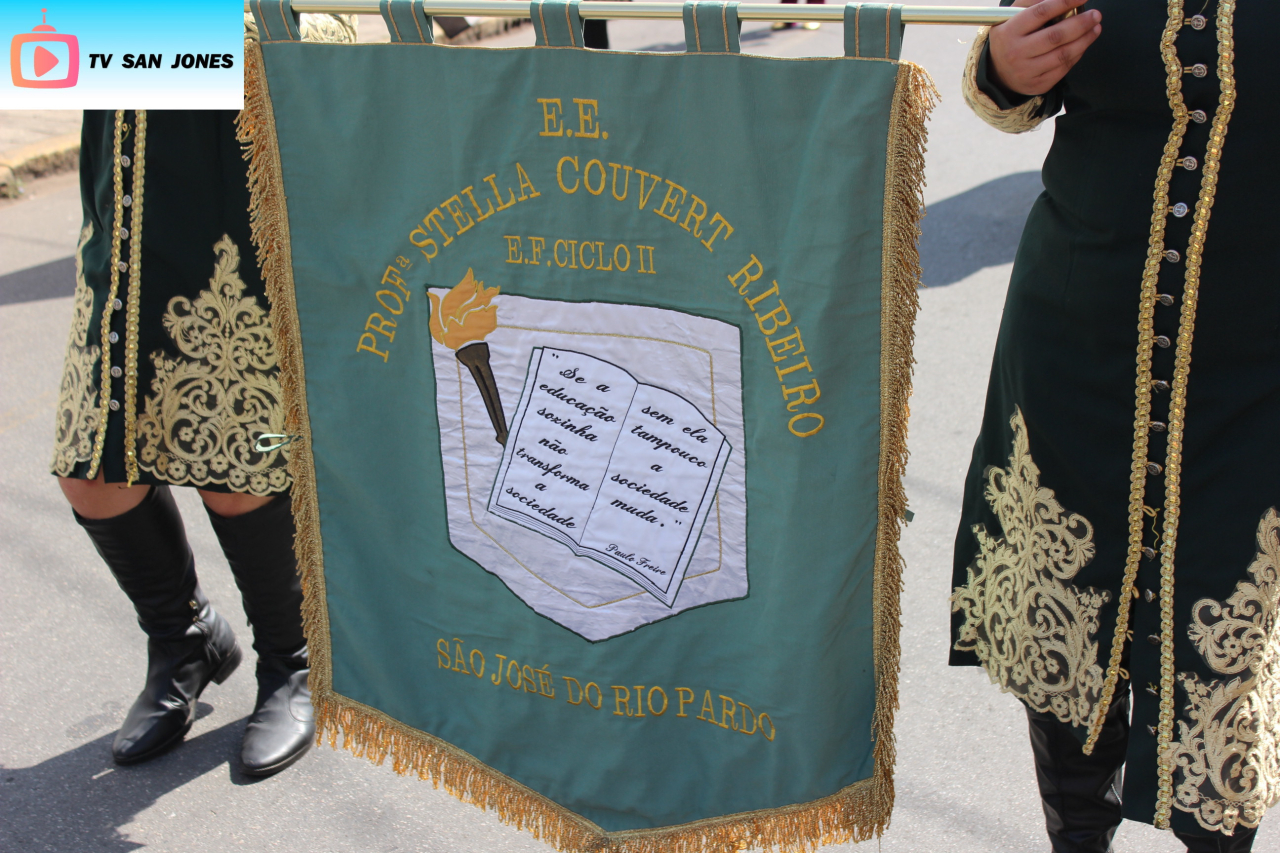 TV SAN JONES
E.E.
PROFª STELLA COUVERT RIBEIRO
E.F. CICLO II
"Se a
educação
sozinha
não
transforma
a
sociedade
sem ela
tampouco
a
sociedade
muda."
Paulo Freire
SÃO JOSÉ DO RIO PARDO